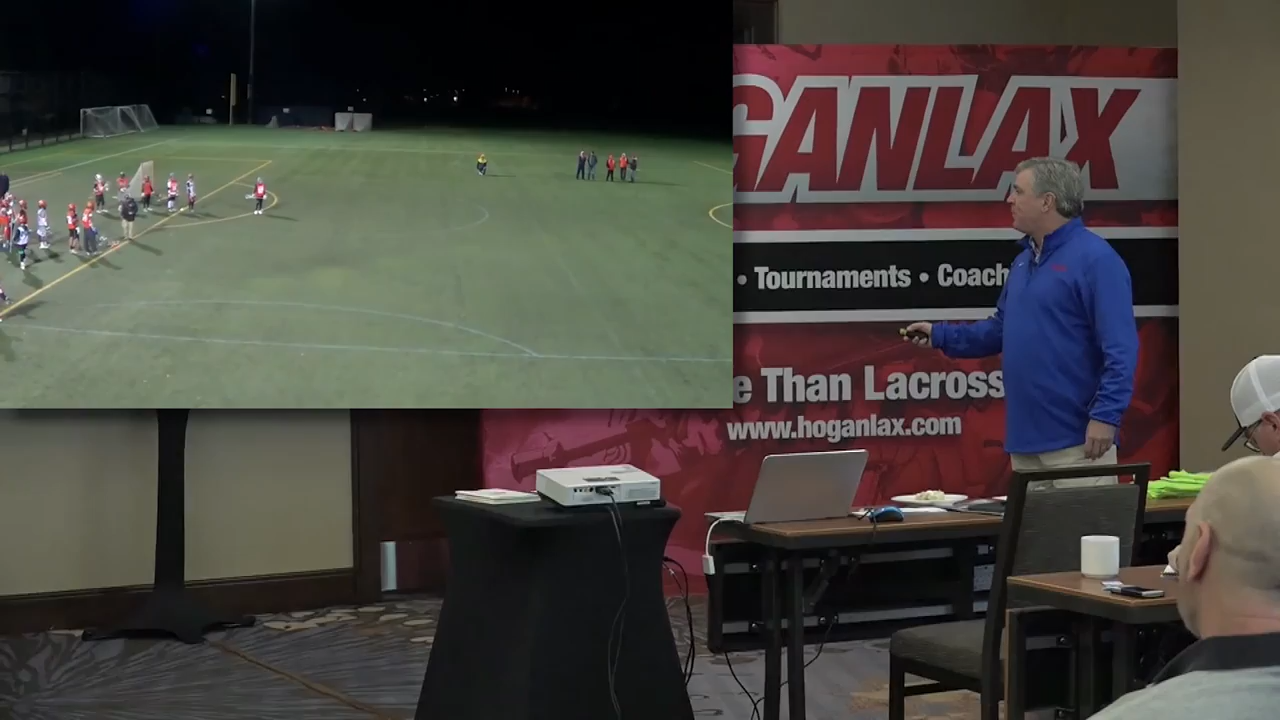 GANLAX
• Tournaments • Coach
e Than Lacross
www.hoganlax.com